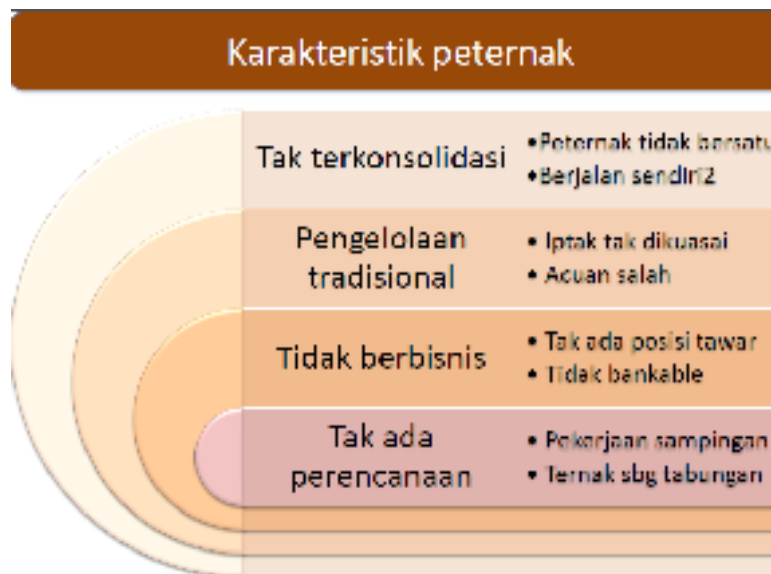 Karakteristik peternak
Tak terkonsolidasi
•Peternak tidak bersatu
•Berjalan sendiri2
Pengelolaan
tradisional
• Iptak tak dikuasai
• Acuan salah
Tidak berbisnis
• Tak ada posisi tawar
• Tidak bankable
Tak ada
perencanaan
• Pekerjaan sampingan
• Ternak sbg tabungan